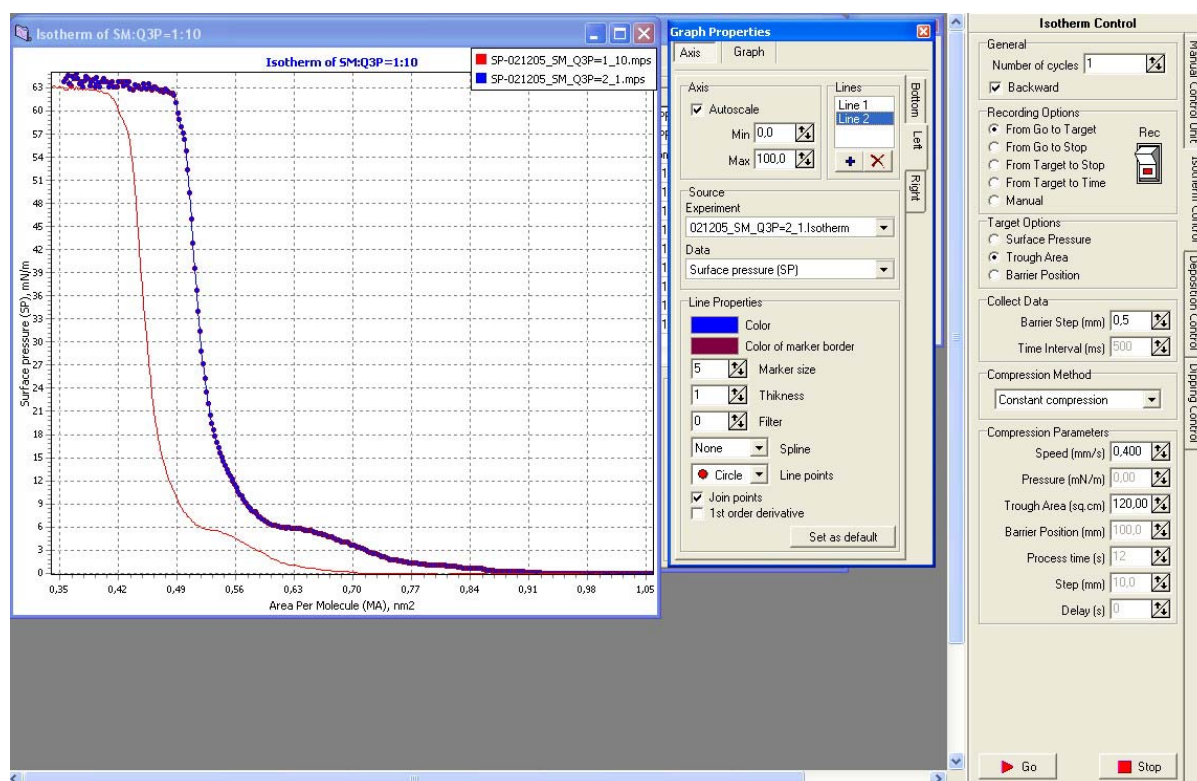 Isotherm of SM:Q3P=1:10
Isotherm of SM:Q3P=1:10
SP-021205_SM_Q3P=1_10.mps
SP-021205_SM_Q3P=2_1.mps
Surface pressure (SP), mN/m
63
57
54
51
48
45
42
39
36
33
30
27
24
21
18
15
12
9
6
3
0
0,35
0,42
0,49
0,56
0,63
0,70
0,77
0,84
0,91
0,98
1,05
Area Per Molecule (MA), nm2
Graph Properties
Axis
Graph
Axis
Autoscale
Min 0,0
Max 100,0
Lines
Line 1
Line 2
Bottom
Left
Right
Source
Experiment
021205_SM_Q3P=2_1.Isotherm
Data
Surface pressure (SP)
Line Properties
Color
Color of marker border
5 Marker size
1 Thikness
0 Filter
None Spline
Circle Line points
Join points
1st order derivative
Set as default
Isotherm Control
General
Number of cycles 1
Backward
Recording Options
From Go to Target
From Go to Stop
From Target to Stop
From Target to Time
Manual
Rec
Target Options
Surface Pressure
Trough Area
Barrier Position
Collect Data
Barrier Step (mm) 0,5
Time Interval (ms) 500
Compression Method
Constant compression
Compression Parameters
Speed (mm/s) 0,400
Pressure (mN/m) 0,00
Trough Area (sq.cm) 120,00
Barrier Position (mm) 100,0
Process time (s) 12
Step (mm) 10,0
Delay (s) 0
Go
Stop
Manual Control Unit
Isotherm Control
Deposition Control
Dipping Control